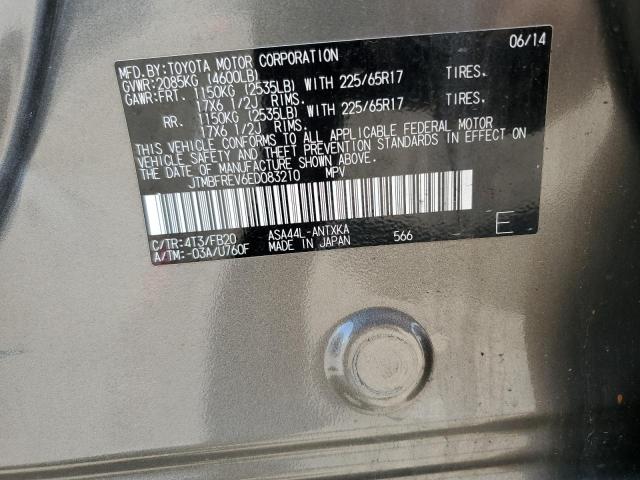 MFD.BY:TOYOTA MOTOR CORPORATION 06/14
GVWR:2085KG (4600LB)
GAWR:FRT. 1150KG (2535LB) WITH 225/65R17 TIRES.
17X6 1/2J RIMS.
RR. 1150KG (2535LB) WITH 225/65R17 TIRES.
17X6 1/2J RIMS.
THIS VEHICLE CONFORMS TO ALL APPLICABLE FEDERAL MOTOR
VEHICLE SAFETY AND THEFT PREVENTION STANDARDS IN EFFECT ON
THE DATE OF MANUFACTURE SHOWN ABOVE.
JTMBFREV6ED083210 MPV
C/TR:4T3/FB20 ASA44L-ANTXKA 566 E
A/TM:-03A/U760F MADE IN JAPAN